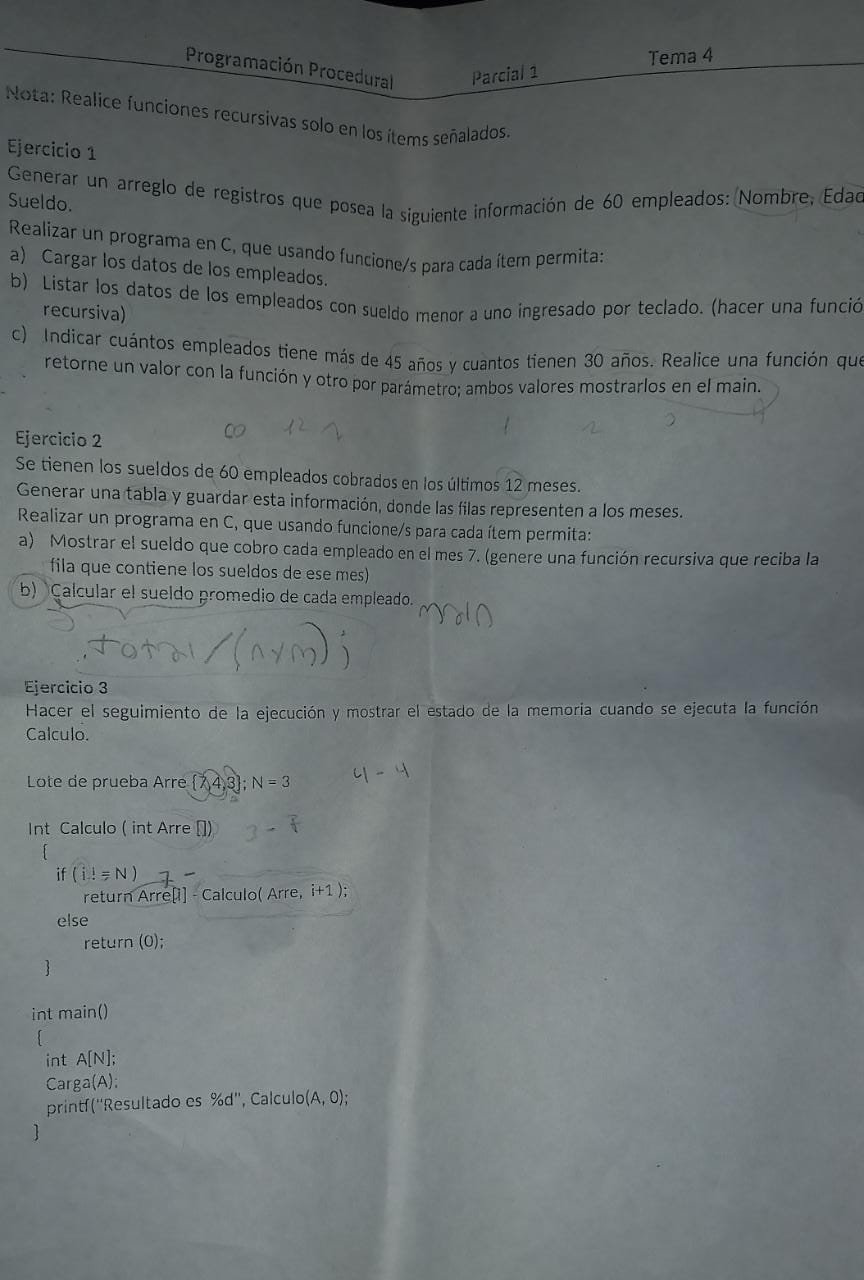 Programación Procedural Parcial 1 Tema 4
Nota: Realice funciones recursivas solo en los ítems señalados.
Ejercicio 1
Generar un arreglo de registros que posea la siguiente información de 60 empleados: Nombre, Edad
Sueldo.
Realizar un programa en C, que usando funcione/s para cada ítem permita:
a) Cargar los datos de los empleados.
b) Listar los datos de los empleados con sueldo menor a uno ingresado por teclado. (hacer una funció
recursiva)
c) Indicar cuántos empleados tiene más de 45 años y cuantos tienen 30 años. Realice una función que
retorne un valor con la función y otro por parámetro; ambos valores mostrarlos en el main.
12 1 2
Ejercicio 2
Se tienen los sueldos de 60 empleados cobrados en los últimos 12 meses.
Generar una tabla y guardar esta información, donde las filas representen a los meses.
Realizar un programa en C, que usando funcione/s para cada ítem permita:
a) Mostrar el sueldo que cobro cada empleado en el mes 7. (genere una función recursiva que reciba la
fila que contiene los sueldos de ese mes)
b) Calcular el sueldo promedio de cada empleado.
total/(nxm);
Ejercicio 3
Hacer el seguimiento de la ejecución y mostrar el estado de la memoria cuando se ejecuta la función
Calculo.
Lote de prueba Arre {7,4,3}; N = 3 4-4
Int Calculo ( int Arre [])
{
if ( i != N ) 7 -
return Arre[i] - Calculo( Arre, i+1 );
else
return (0);
}
int main()
{
int A[N];
Carga(A);
printf("Resultado es %d", Calculo(A, 0);
}